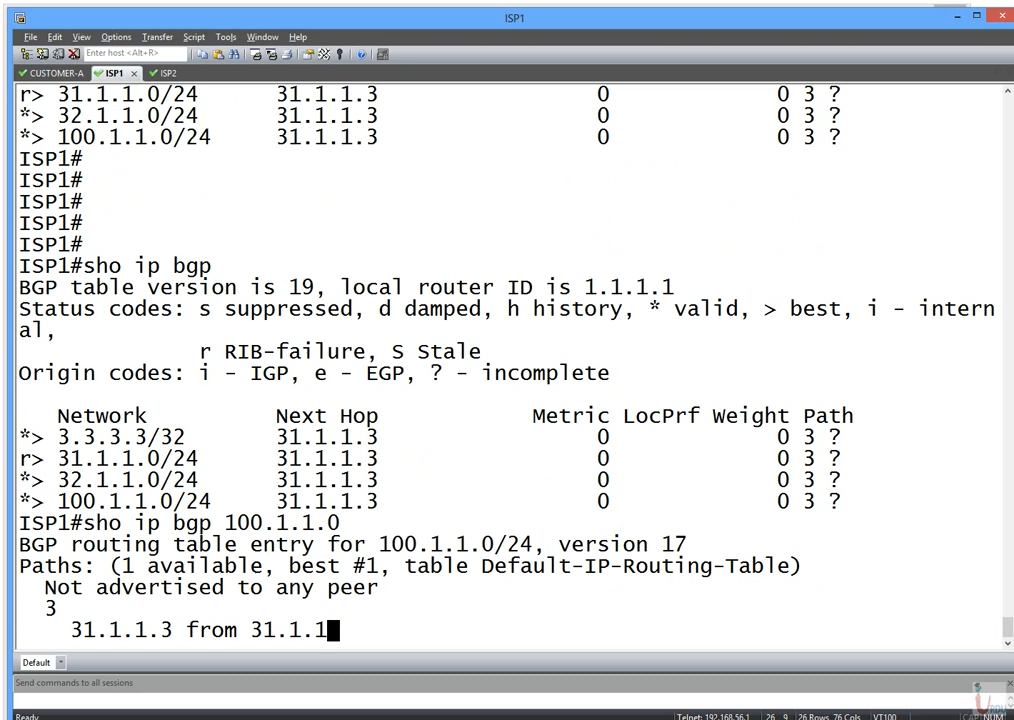 ISP1
File Edit View Options Transfer Script Tools Window Help
Enter host <Alt+R>
CUSTOMER-A ISP1 ISP2
r> 31.1.1.0/24 31.1.1.3 0 0 3 ?
*> 32.1.1.0/24 31.1.1.3 0 0 3 ?
*> 100.1.1.0/24 31.1.1.3 0 0 3 ?
ISP1#
ISP1#
ISP1#
ISP1#
ISP1#
ISP1#sho ip bgp
BGP table version is 19, local router ID is 1.1.1.1
Status codes: s suppressed, d damped, h history, * valid, > best, i - intern
al,
r RIB-failure, S Stale
Origin codes: i - IGP, e - EGP, ? - incomplete
Network Next Hop Metric LocPrf Weight Path
*> 3.3.3.3/32 31.1.1.3 0 0 3 ?
r> 31.1.1.0/24 31.1.1.3 0 0 3 ?
*> 32.1.1.0/24 31.1.1.3 0 0 3 ?
*> 100.1.1.0/24 31.1.1.3 0 0 3 ?
ISP1#sho ip bgp 100.1.1.0
BGP routing table entry for 100.1.1.0/24, version 17
Paths: (1 available, best #1, table Default-IP-Routing-Table)
Not advertised to any peer
3
31.1.1.3 from 31.1.1
Default
Send commands to all sessions
Ready Telnet: 192.168.56.1 26, 9 26 Rows, 76 Cols VT100 CAP NUM